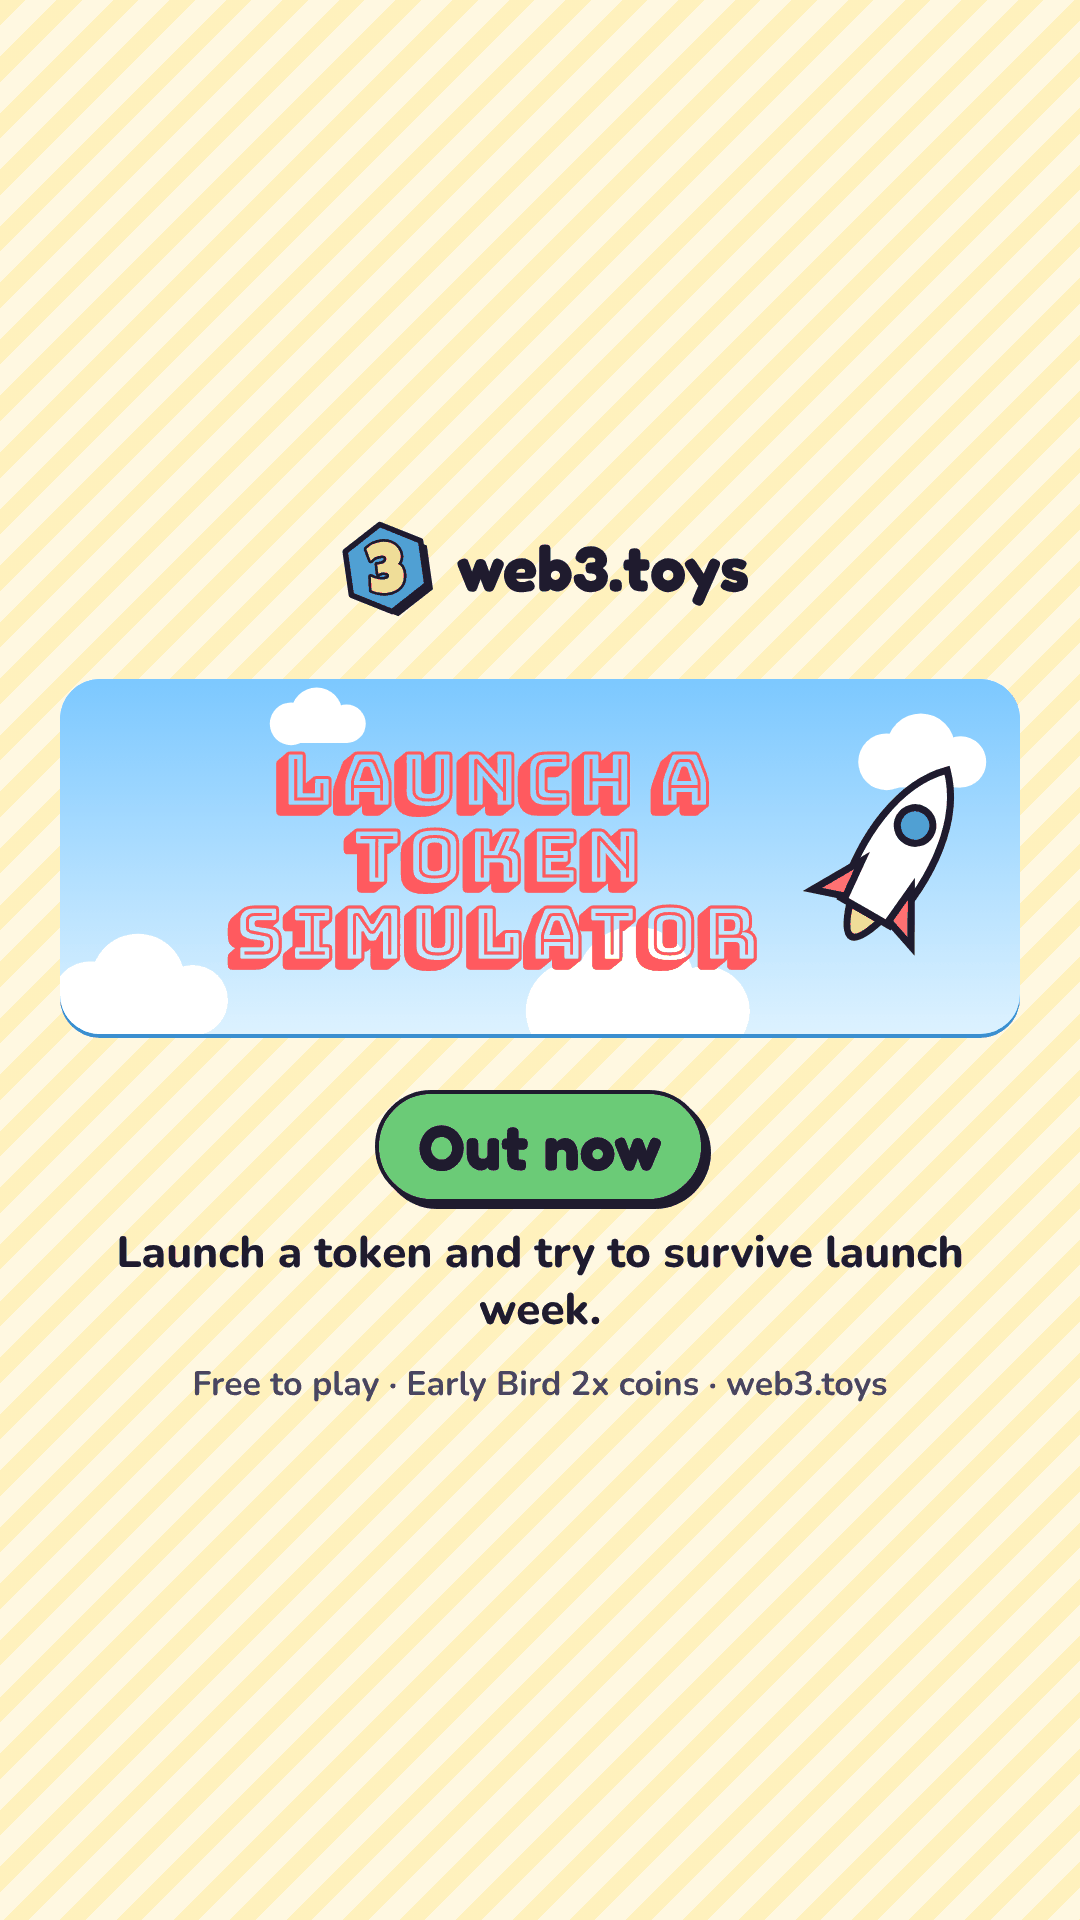 3 web3.toys
LAUNCH A
TOKEN
SIMULATOR
Out now
Launch a token and try to survive launch
week.
Free to play · Early Bird 2x coins · web3.toys